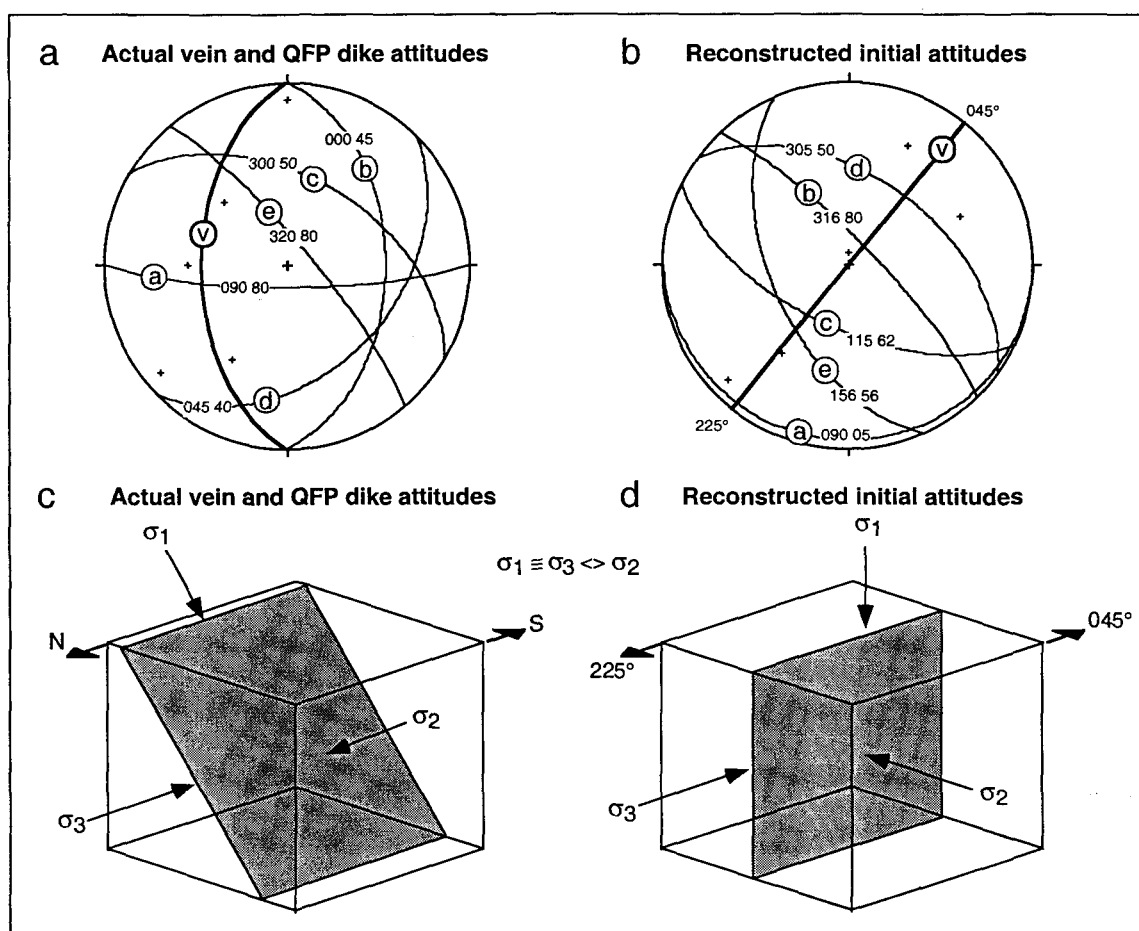 a Actual vein and QFP dike attitudes
000 45
b
300 50
c
e
320 80
v
a
090 80
045 40
d
b Reconstructed initial attitudes
045°
v
305 50
d
b
316 80
c
115 62
e
156 56
225°
a
090 05
c Actual vein and QFP dike attitudes
σ1
σ1 ≡ σ3 <> σ2
N
S
σ2
σ3
d Reconstructed initial attitudes
σ1
045°
225°
σ3
σ2